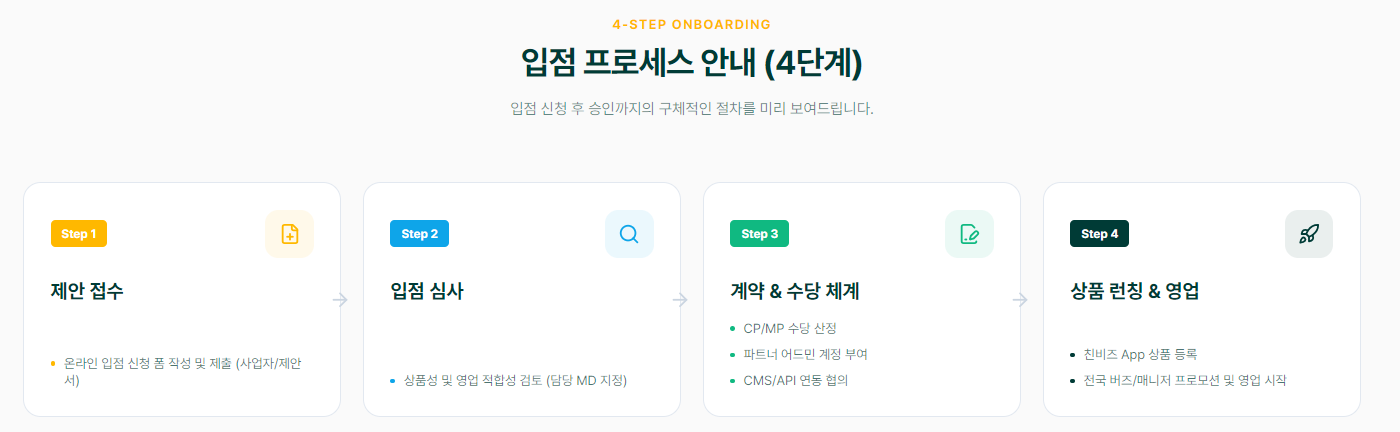 4-STEP ONBOARDING
입점 프로세스 안내 (4단계)
입점 신청 후 승인까지의 구체적인 절차를 미리 보여드립니다.
Step 1
제안 접수
온라인 입점 신청 폼 작성 및 제출 (사업자/제안
서)
Step 2
입점 심사
상품성 및 영업 적합성 검토 (담당 MD 지정)
Step 3
계약 & 수당 체계
CP/MP 수당 산정
파트너 어드민 계정 부여
CMS/API 연동 협의
Step 4
상품 런칭 & 영업
친비즈 App 상품 등록
전국 버즈/매니저 프로모션 및 영업 시작